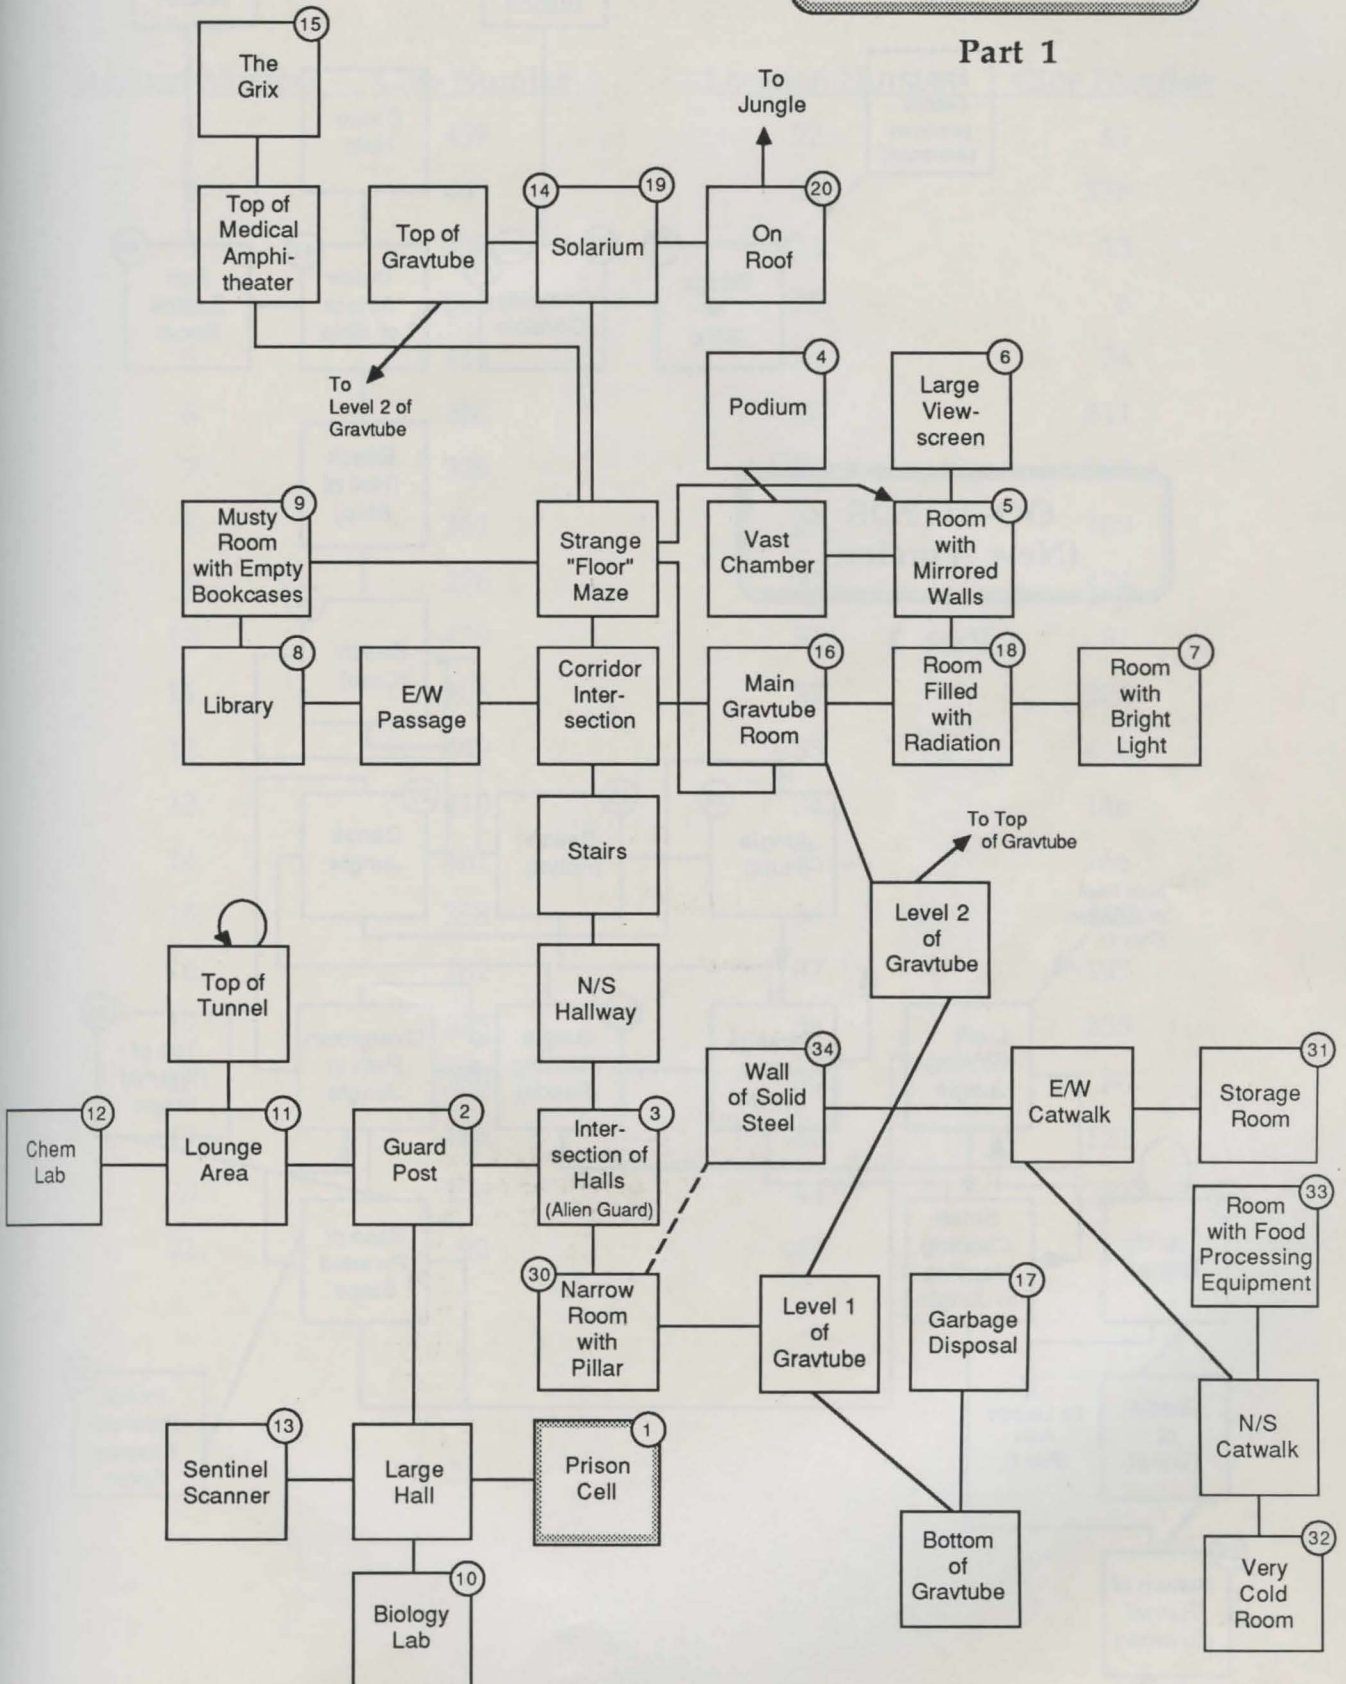 Part 1
15
The
Grix
To
Jungle
Top of
Medical
Amphi-
theater
Top of
Gravtube
14
19
Solarium
20
On
Roof
To
Level 2 of
Gravtube
4
Podium
6
Large
View-
screen
9
Musty
Room
with Empty
Bookcases
Strange
"Floor"
Maze
Vast
Chamber
5
Room
with
Mirrored
Walls
8
Library
E/W
Passage
Corridor
Inter-
section
16
Main
Gravtube
Room
18
Room
Filled
with
Radiation
7
Room
with
Bright
Light
Stairs
To Top
of Gravtube
Level 2
of
Gravtube
Top of
Tunnel
N/S
Hallway
34
Wall
of Solid
Steel
E/W
Catwalk
31
Storage
Room
12
Chem
Lab
11
Lounge
Area
2
Guard
Post
3
Inter-
section of
Halls
(Alien Guard)
33
Room
with Food
Processing
Equipment
30
Narrow
Room
with
Pillar
Level 1
of
Gravtube
17
Garbage
Disposal
13
Sentinel
Scanner
Large
Hall
1
Prison
Cell
N/S
Catwalk
Bottom
of
Gravtube
32
Very
Cold
Room
10
Biology
Lab